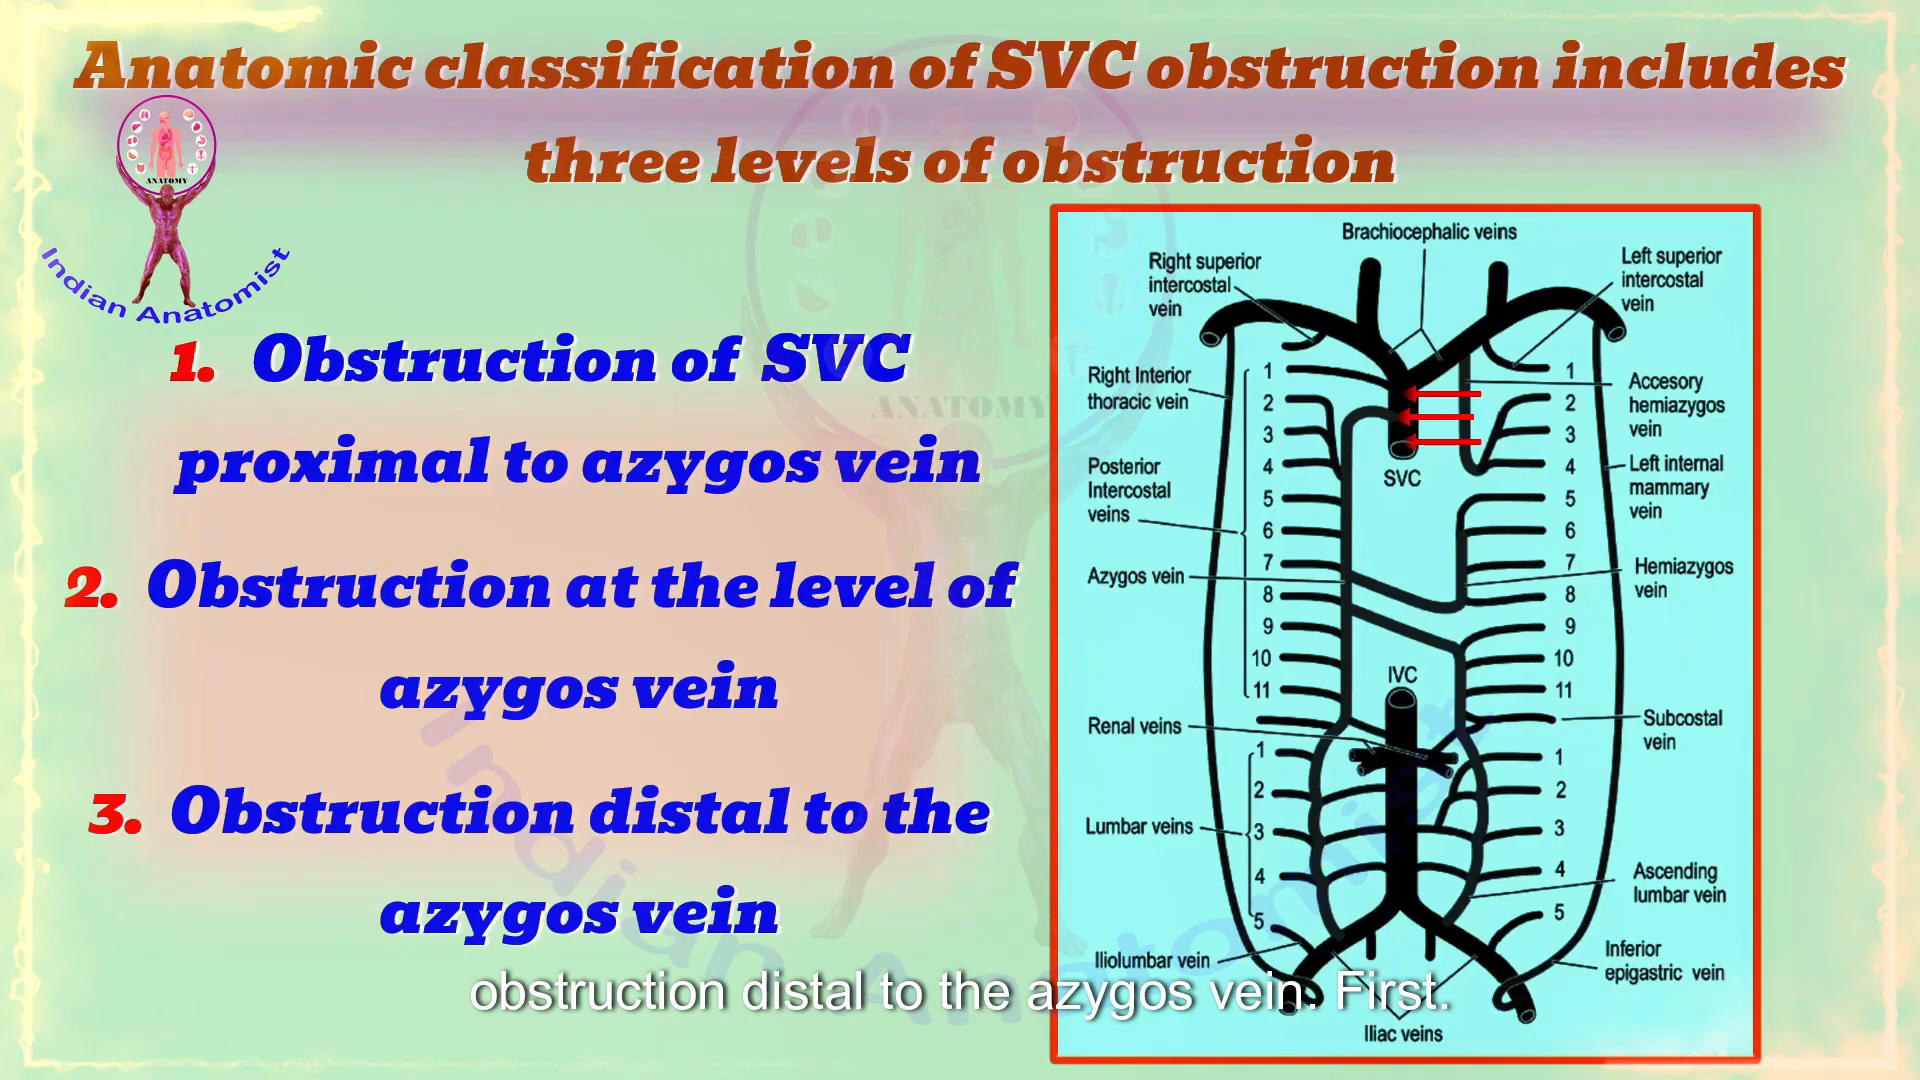 Anatomic classification of SVC obstruction includes
three levels of obstruction
ANATOMY
Indian Anatomist
1. Obstruction of SVC
proximal to azygos vein
2. Obstruction at the level of
azygos vein
3. Obstruction distal to the
azygos vein
Brachiocephalic veins
Right superior
intercostal
vein
Left superior
intercostal
vein
Right Interior
thoracic vein
Accesory
hemiazygos
vein
Posterior
Intercostal
veins
Left internal
mammary
vein
SVC
Azygos vein
Hemiazygos
vein
IVC
Renal veins
Subcostal
vein
Lumbar veins
Ascending
lumbar vein
Iliolumbar vein
Inferior
epigastric vein
Iliac veins
1
2
3
4
5
6
7
8
9
10
11
1
2
3
4
5
1
2
3
4
5
6
7
8
9
10
11
1
2
3
4
5
ANATOMY
Indian Anatomist
obstruction distal to the azygos vein. First.